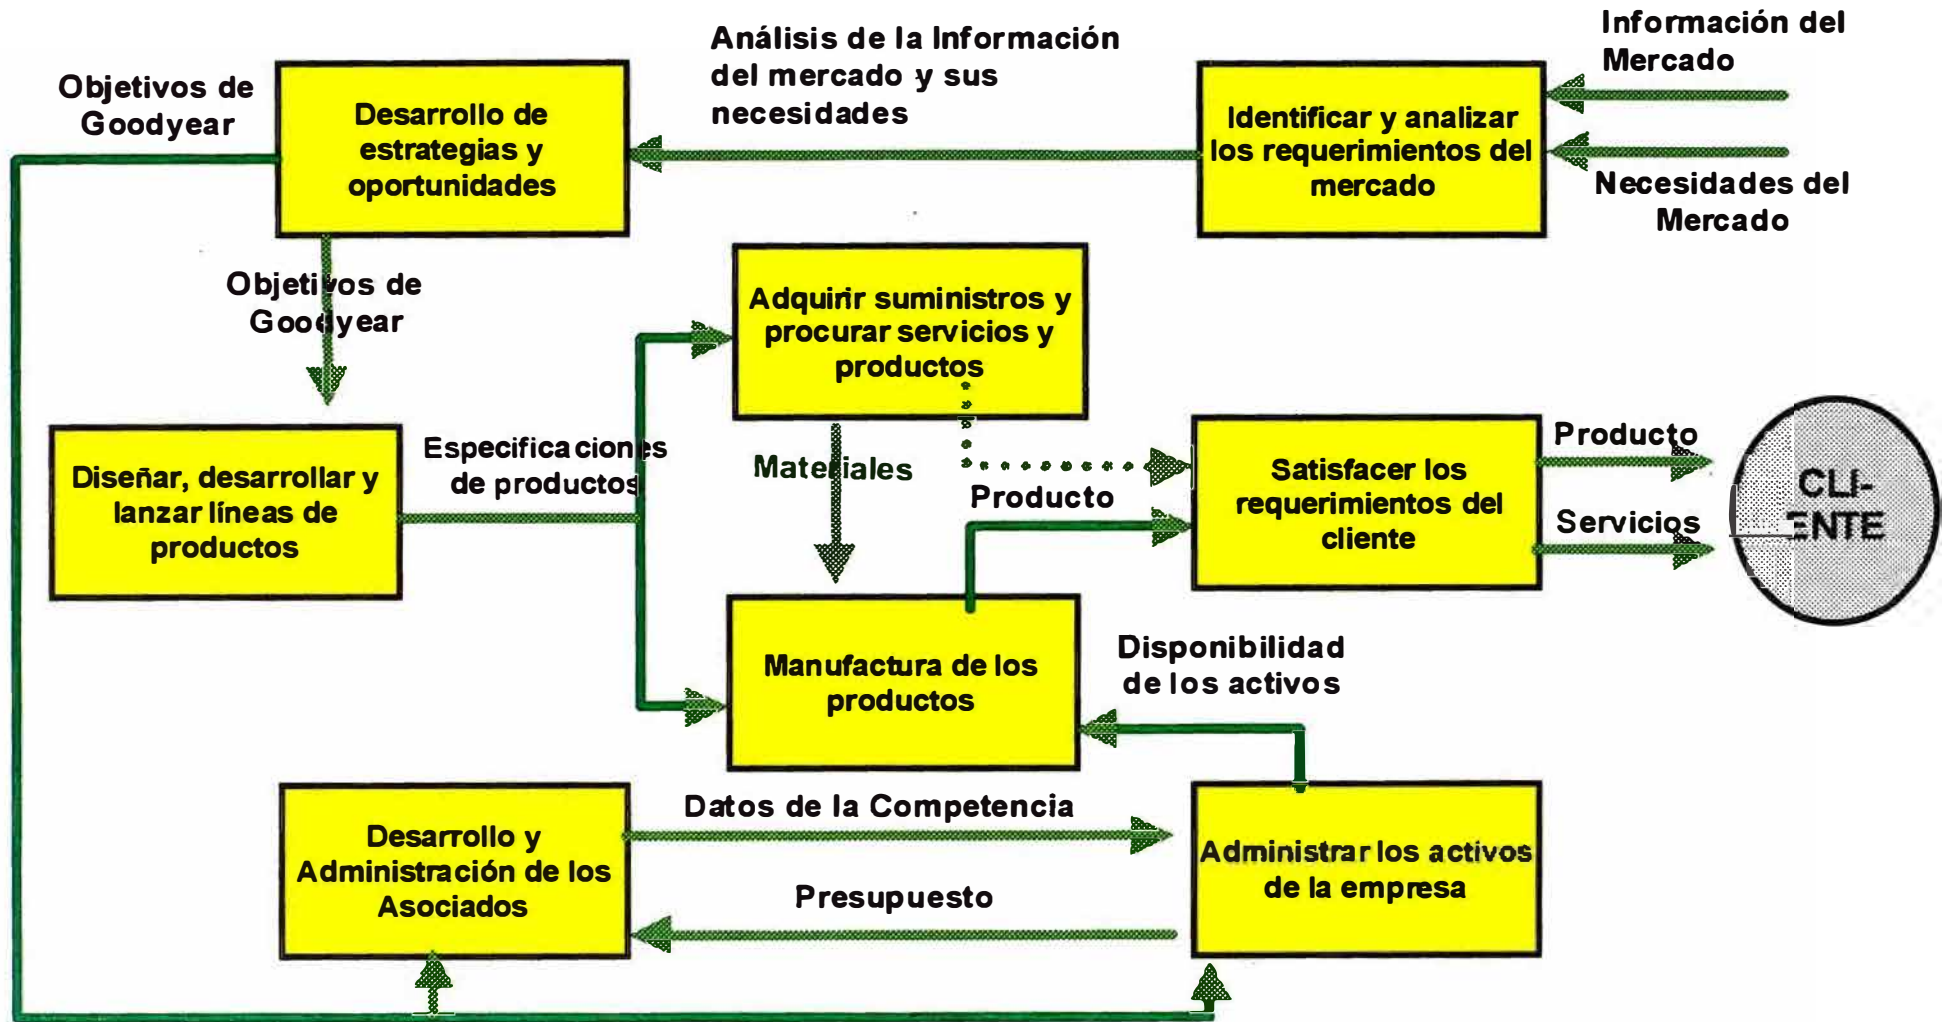 Información del
Mercado
Análisis de la Información
del mercado y sus
necesidades
Objetivos de
Goodyear
Desarrollo de
estrategias y
oportunidades
Identificar y analizar
los requerimientos del
mercado
Necesidades del
Mercado
Objetivos de
Goodyear
Adquirir suministros y
procurar servicios y
productos
Especificaciones
de productos
Materiales
Producto
Diseñar, desarrollar y
lanzar líneas de
productos
Satisfacer los
requerimientos del
cliente
Producto
Servicios
CLI-
ENTE
Manufactura de los
productos
Disponibilidad
de los activos
Datos de la Competencia
Desarrollo y
Administración de los
Asociados
Presupuesto
Administrar los activos
de la empresa